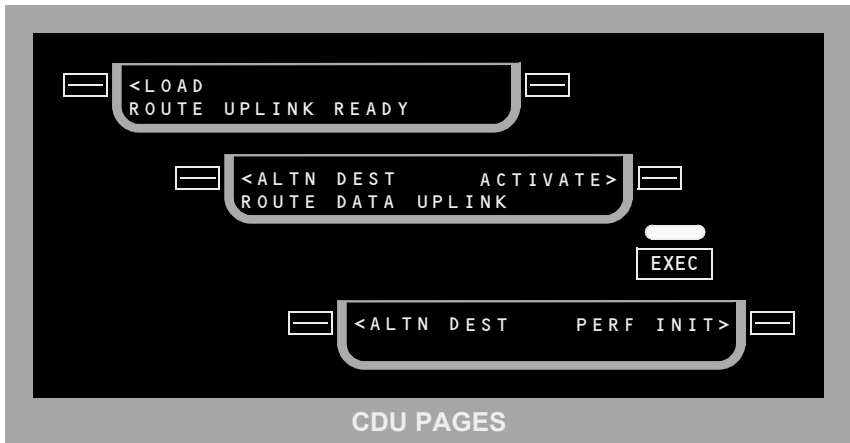 <LOAD
ROUTE UPLINK READY
<ALTN DEST ACTIVATE>
ROUTE DATA UPLINK
EXEC
<ALTN DEST PERF INIT>
CDU PAGES